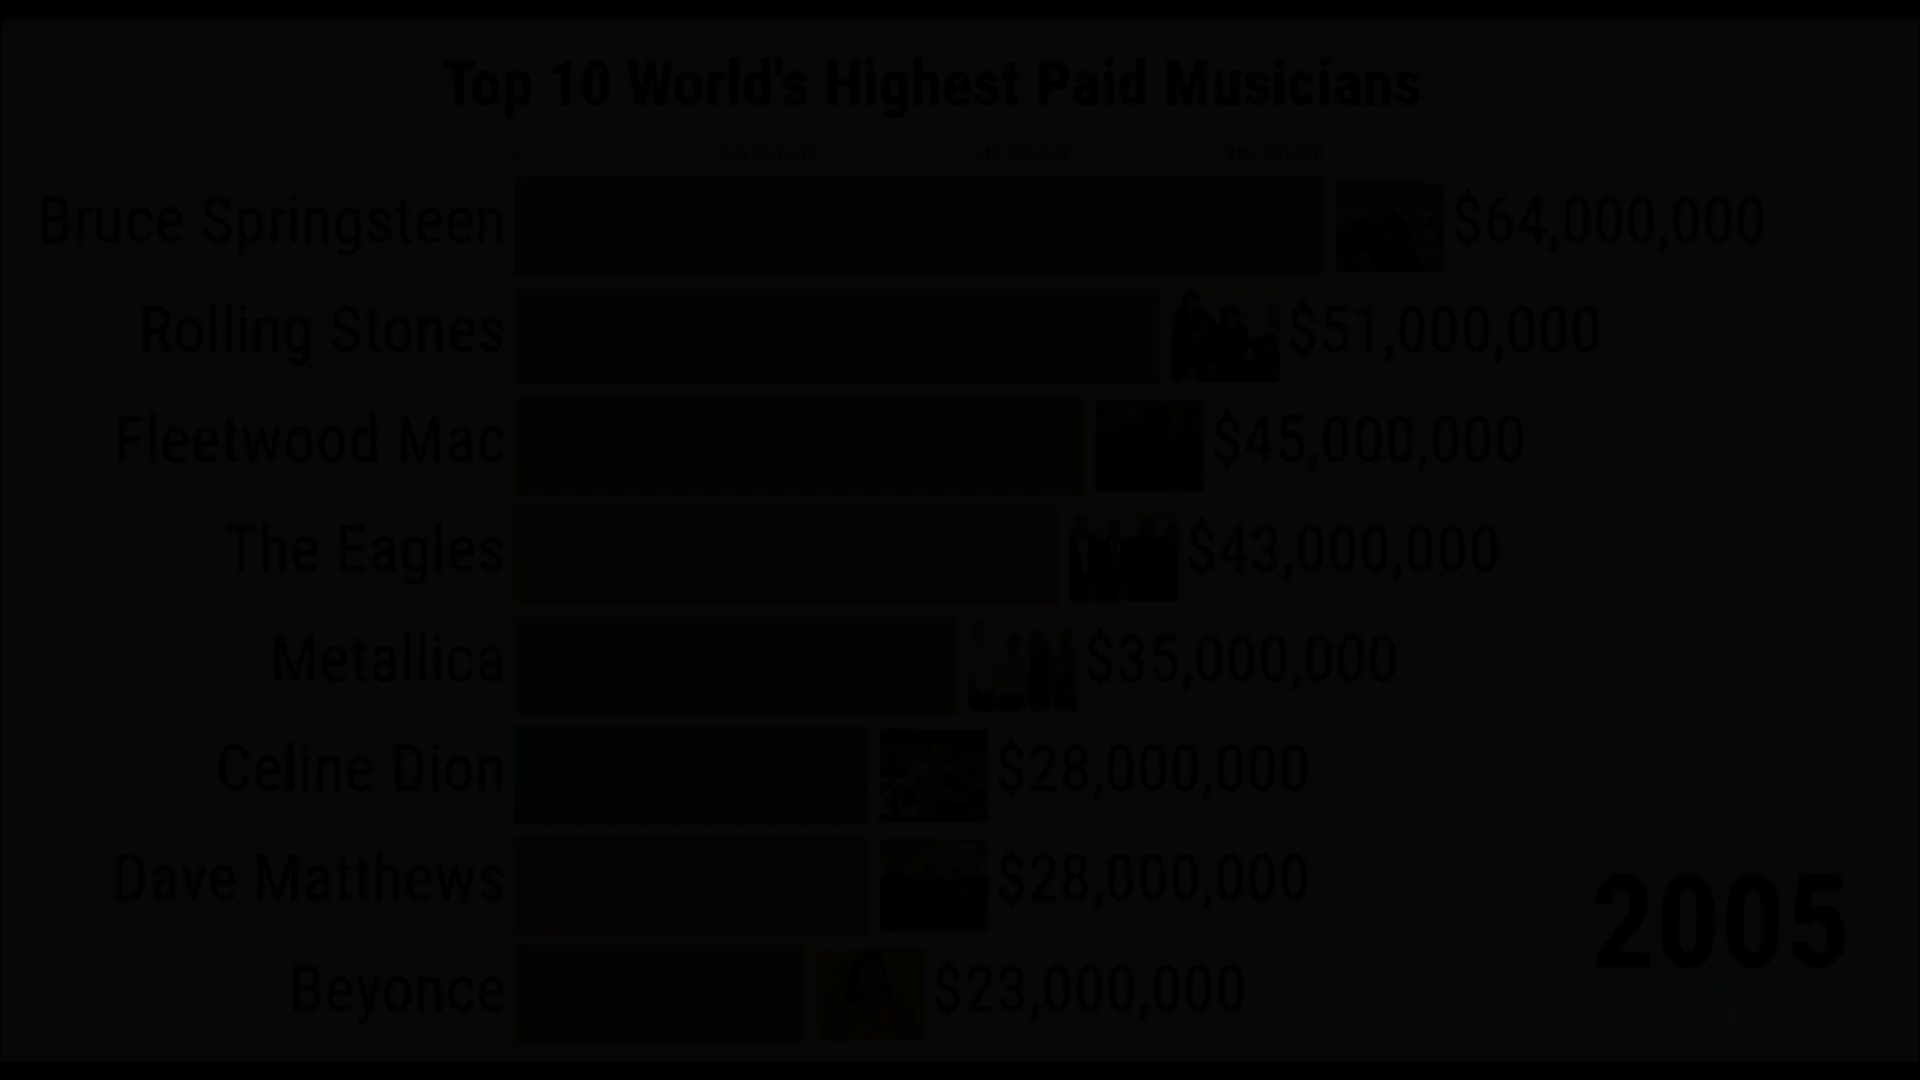 Top 10 World's Highest Paid Musicians
Bruce Springsteen $64,000,000
Rolling Stones $51,000,000
Fleetwood Mac $45,000,000
The Eagles $43,000,000
Metallica $35,000,000
Celine Dion $28,000,000
Dave Matthews $28,000,000
Beyonce $23,000,000
2005